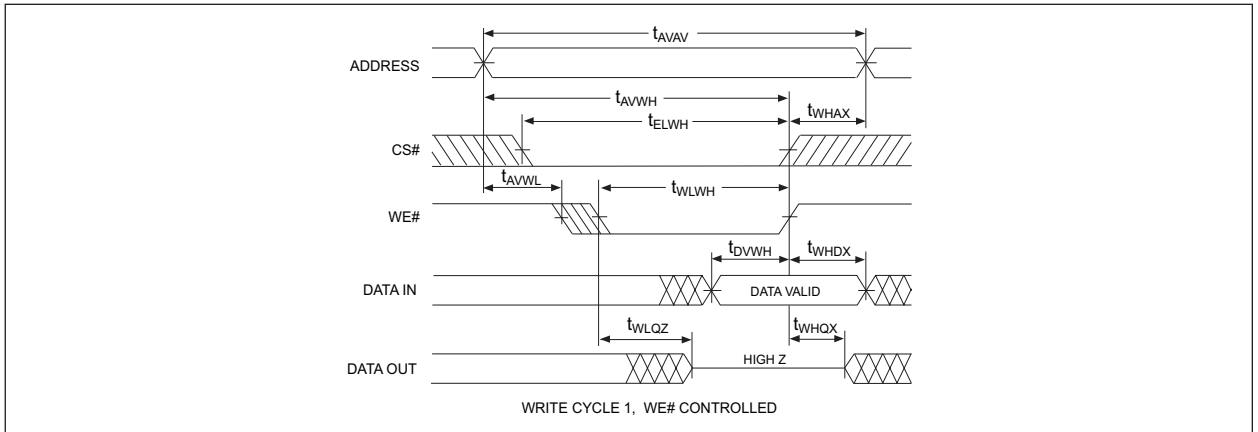 tAVAV
ADDRESS
tAVWH
tWHAX
tELWH
CS#
tAVWL
tWLWH
WE#
tDVWH
tWHDX
DATA IN
DATA VALID
tWLQZ
tWHQX
DATA OUT
HIGH Z
WRITE CYCLE 1, WE# CONTROLLED